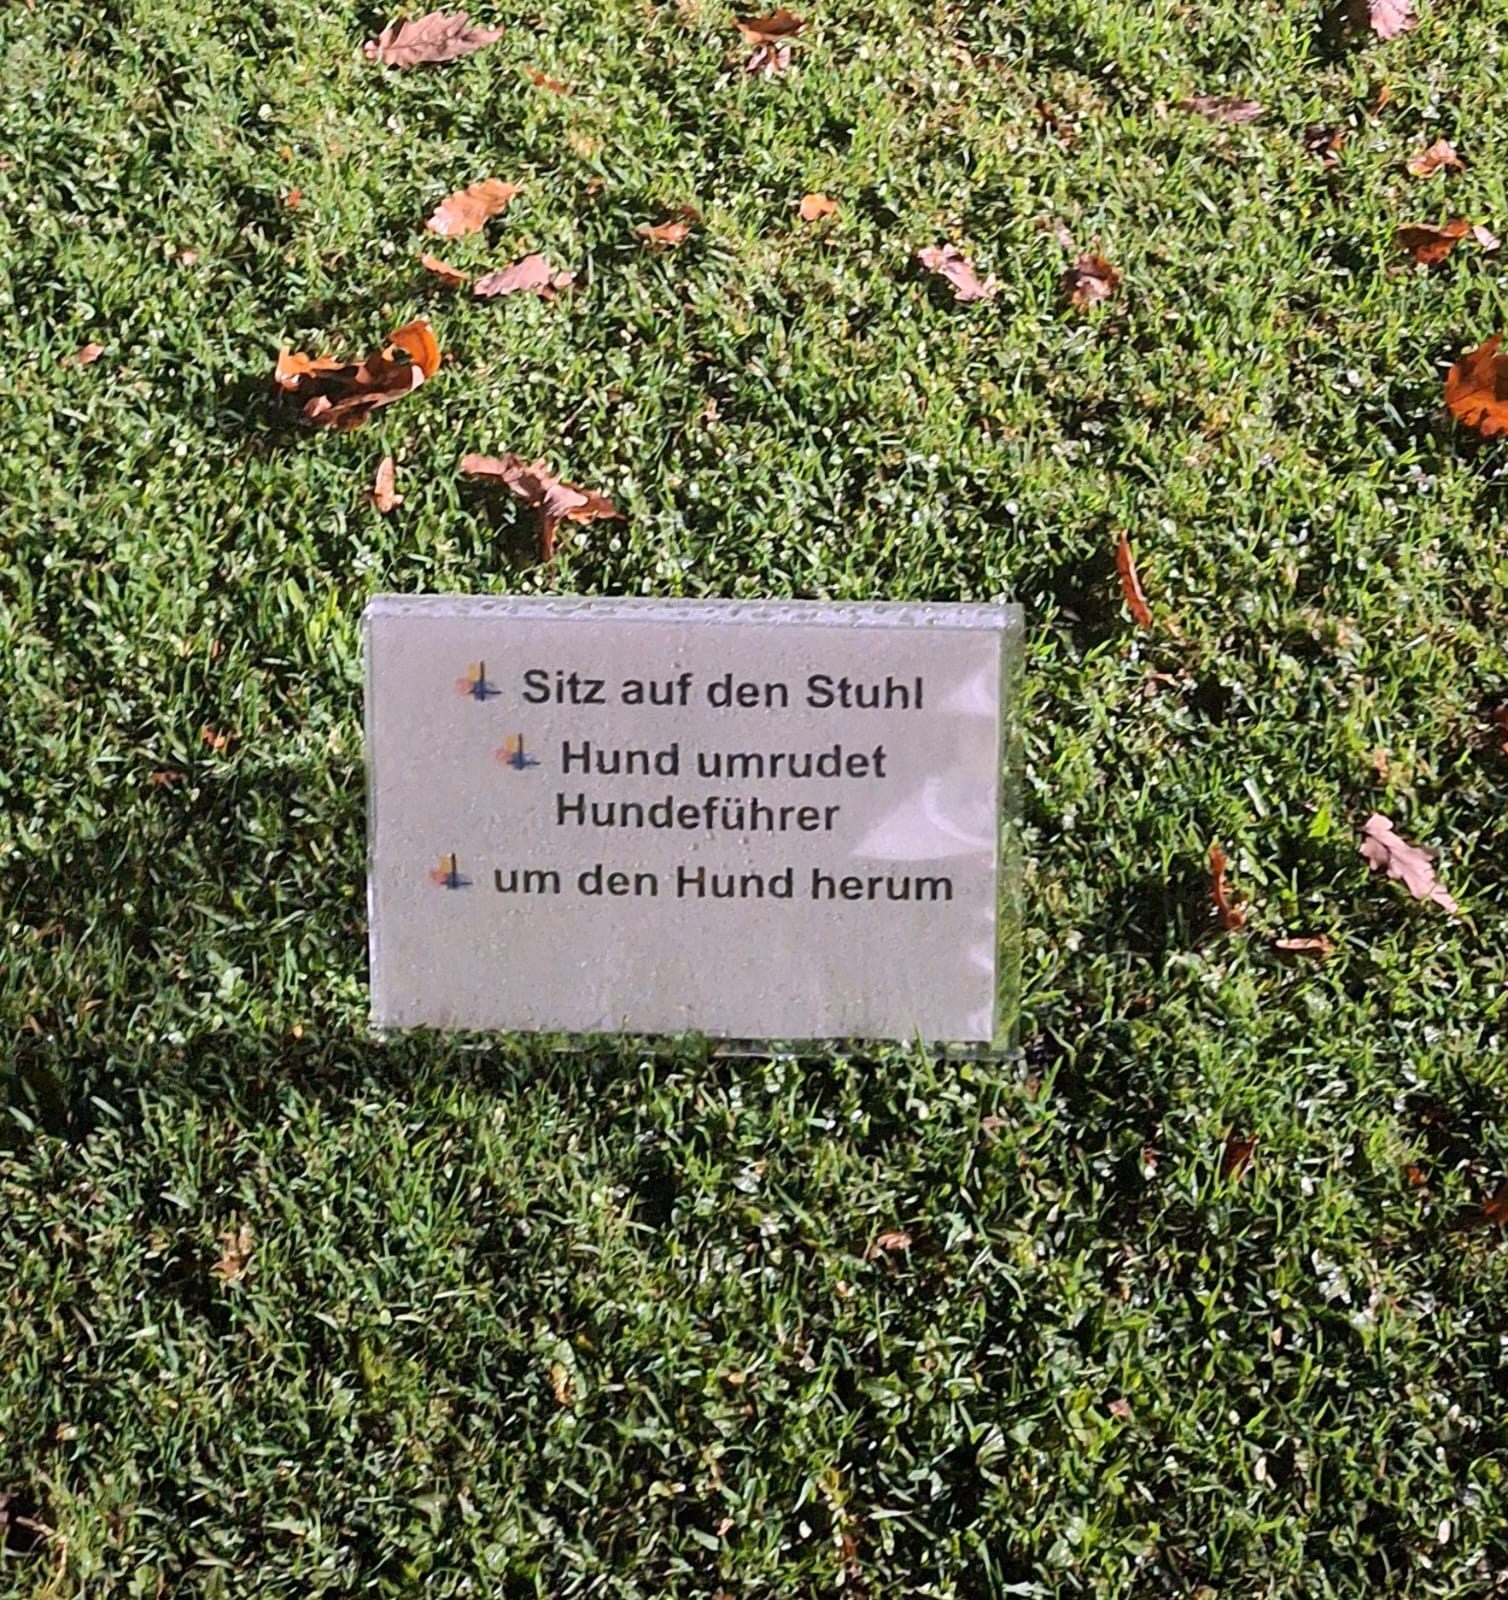 Sitz auf den Stuhl
Hund umrudet
Hundeführer
um den Hund herum